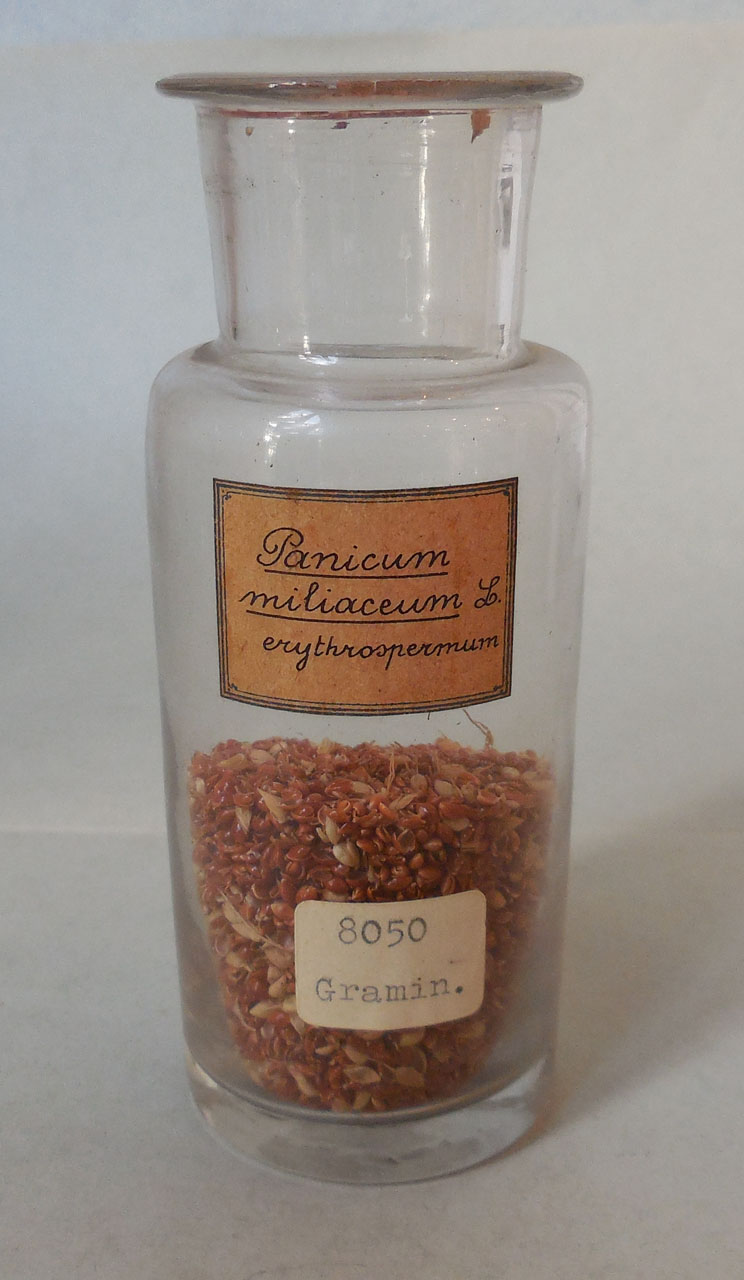 Panicum
miliaceum L.
erythrospermum
8050
Gramin.